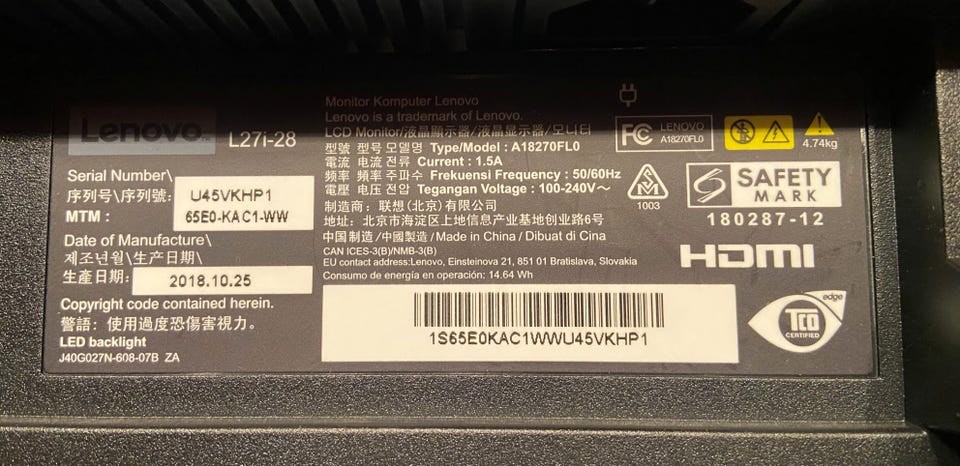 Lenovo
L27i-28
Serial Number\
序列号\序列號:
U45VKHP1
MTM :
65E0-KAC1-WW
Date of Manufacture\
제조년월\生产日期\
生產日期:
2018.10.25
Copyright code contained herein.
警語: 使用過度恐傷害視力。
LED backlight
J40G027N-608-07B ZA
Monitor Komputer Lenovo
Lenovo is a trademark of Lenovo.
LCD Monitor/液晶顯示器/液晶显示器/모니터
型號 型号 모델명 Type/Model : A18270FL0
電流 电流 전류 Current : 1.5A
頻率 频率 주파수 Frekuensi Frequency : 50/60Hz
電壓 电压 전압 Tegangan Voltage : 100-240V～
制造商: 联想(北京)有限公司
地址: 北京市海淀区上地信息产业基地创业路6号
中国制造/中國製造/Made in China / Dibuat di Cina
CAN ICES-3(B)/NMB-3(B)
EU contact address:Lenovo, Einsteinova 21, 851 01 Bratislava, Slovakia
Consumo de energía en operación: 14.64 Wh
1S65E0KAC1WWU45VKHP1
FC LENOVO
A18270FL0
4.74kg
1003
SAFETY
MARK
180287-12
HDMI
edge
TCO
CERTIFIED